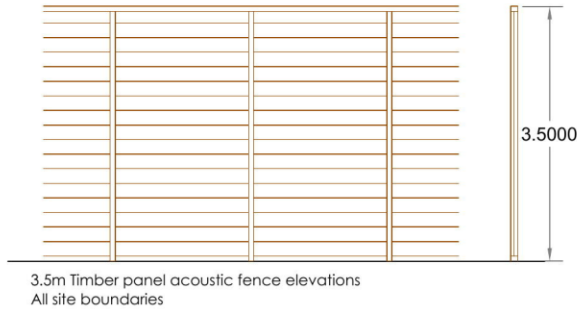 3.5000
3.5m Timber panel acoustic fence elevations
All site boundaries